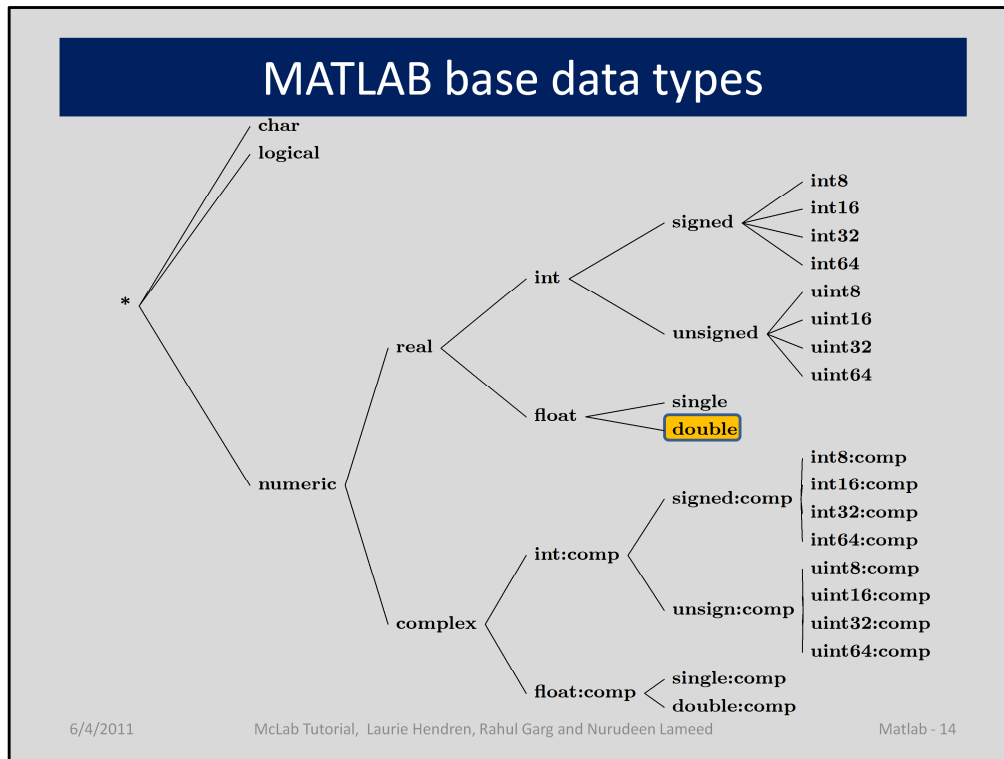 MATLAB base data types
char
logical
int8
signed
int16
int32
int
int64
*
uint8
unsigned
uint16
real
uint32
uint64
float
single
double
int8:comp
numeric
signed:comp
int16:comp
int32:comp
int:comp
int64:comp
uint8:comp
complex
unsign:comp
uint16:comp
uint32:comp
uint64:comp
float:comp
single:comp
double:comp
6/4/2011 McLab Tutorial, Laurie Hendren, Rahul Garg and Nurudeen Lameed Matlab - 14